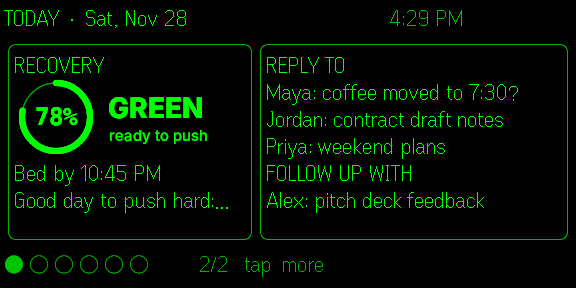 TODAY · Sat, Nov 28
4:29 PM
RECOVERY
78%
GREEN
ready to push
Bed by 10:45 PM
Good day to push hard:...
REPLY TO
Maya: coffee moved to 7:30?
Jordan: contract draft notes
Priya: weekend plans
FOLLOW UP WITH
Alex: pitch deck feedback
2/2 tap more